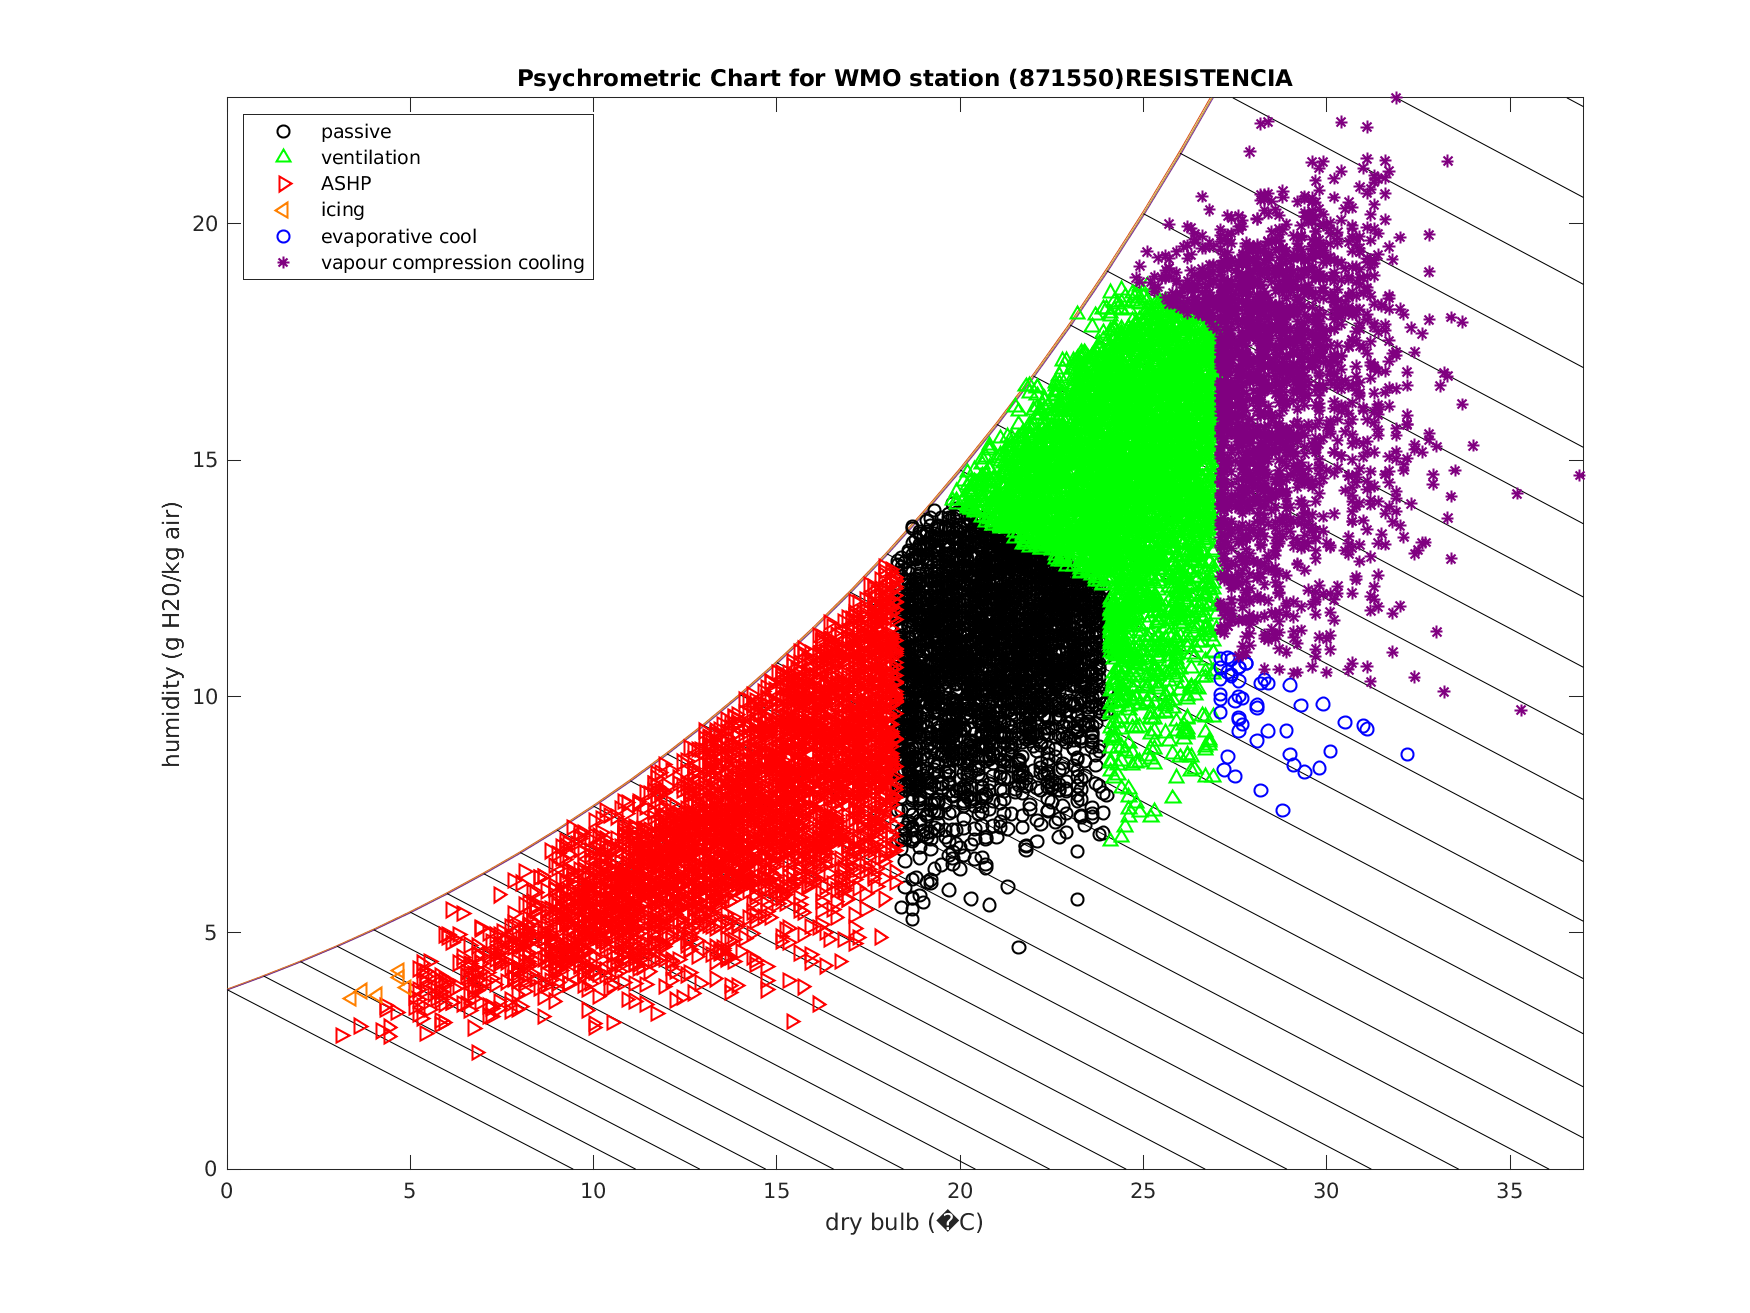 Psychrometric Chart for WMO station (871550)RESISTENCIA
passive
ventilation
ASHP
icing
evaporative cool
vapour compression cooling
humidity (g H20/kg air)
20
15
10
5
0
0 5 10 15 20 25 30 35
dry bulb (�C)